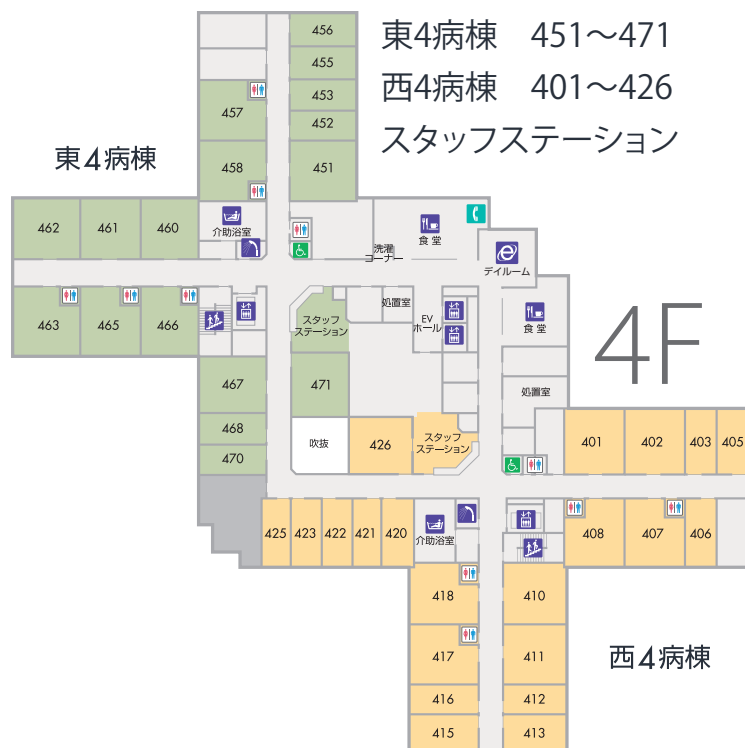 東4病棟　451～471
西4病棟　401～426
スタッフステーション
東4病棟
456
455
453
452
451
457
458
462
461
460
介助浴室
洗濯
コーナー
食堂
デイルーム
463
465
466
スタッフ
ステーション
処置室
EV
ホール
食堂
4F
467
471
処置室
468
470
吹抜
426
スタッフ
ステーション
401
402
403
405
425
423
422
421
420
介助浴室
408
407
406
418
410
417
411
西4病棟
416
412
415
413